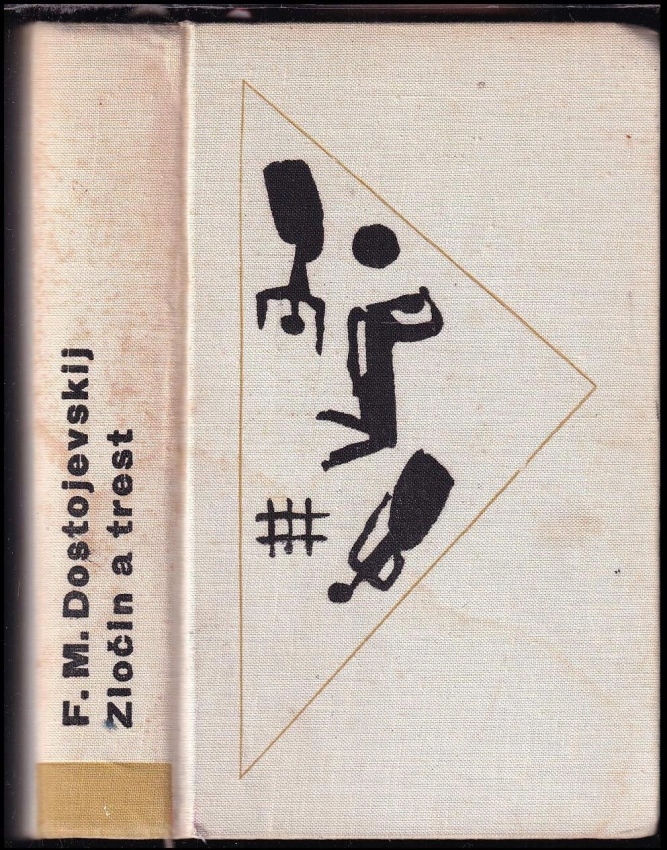 F. M. Dostojevskij
Zločin a trest